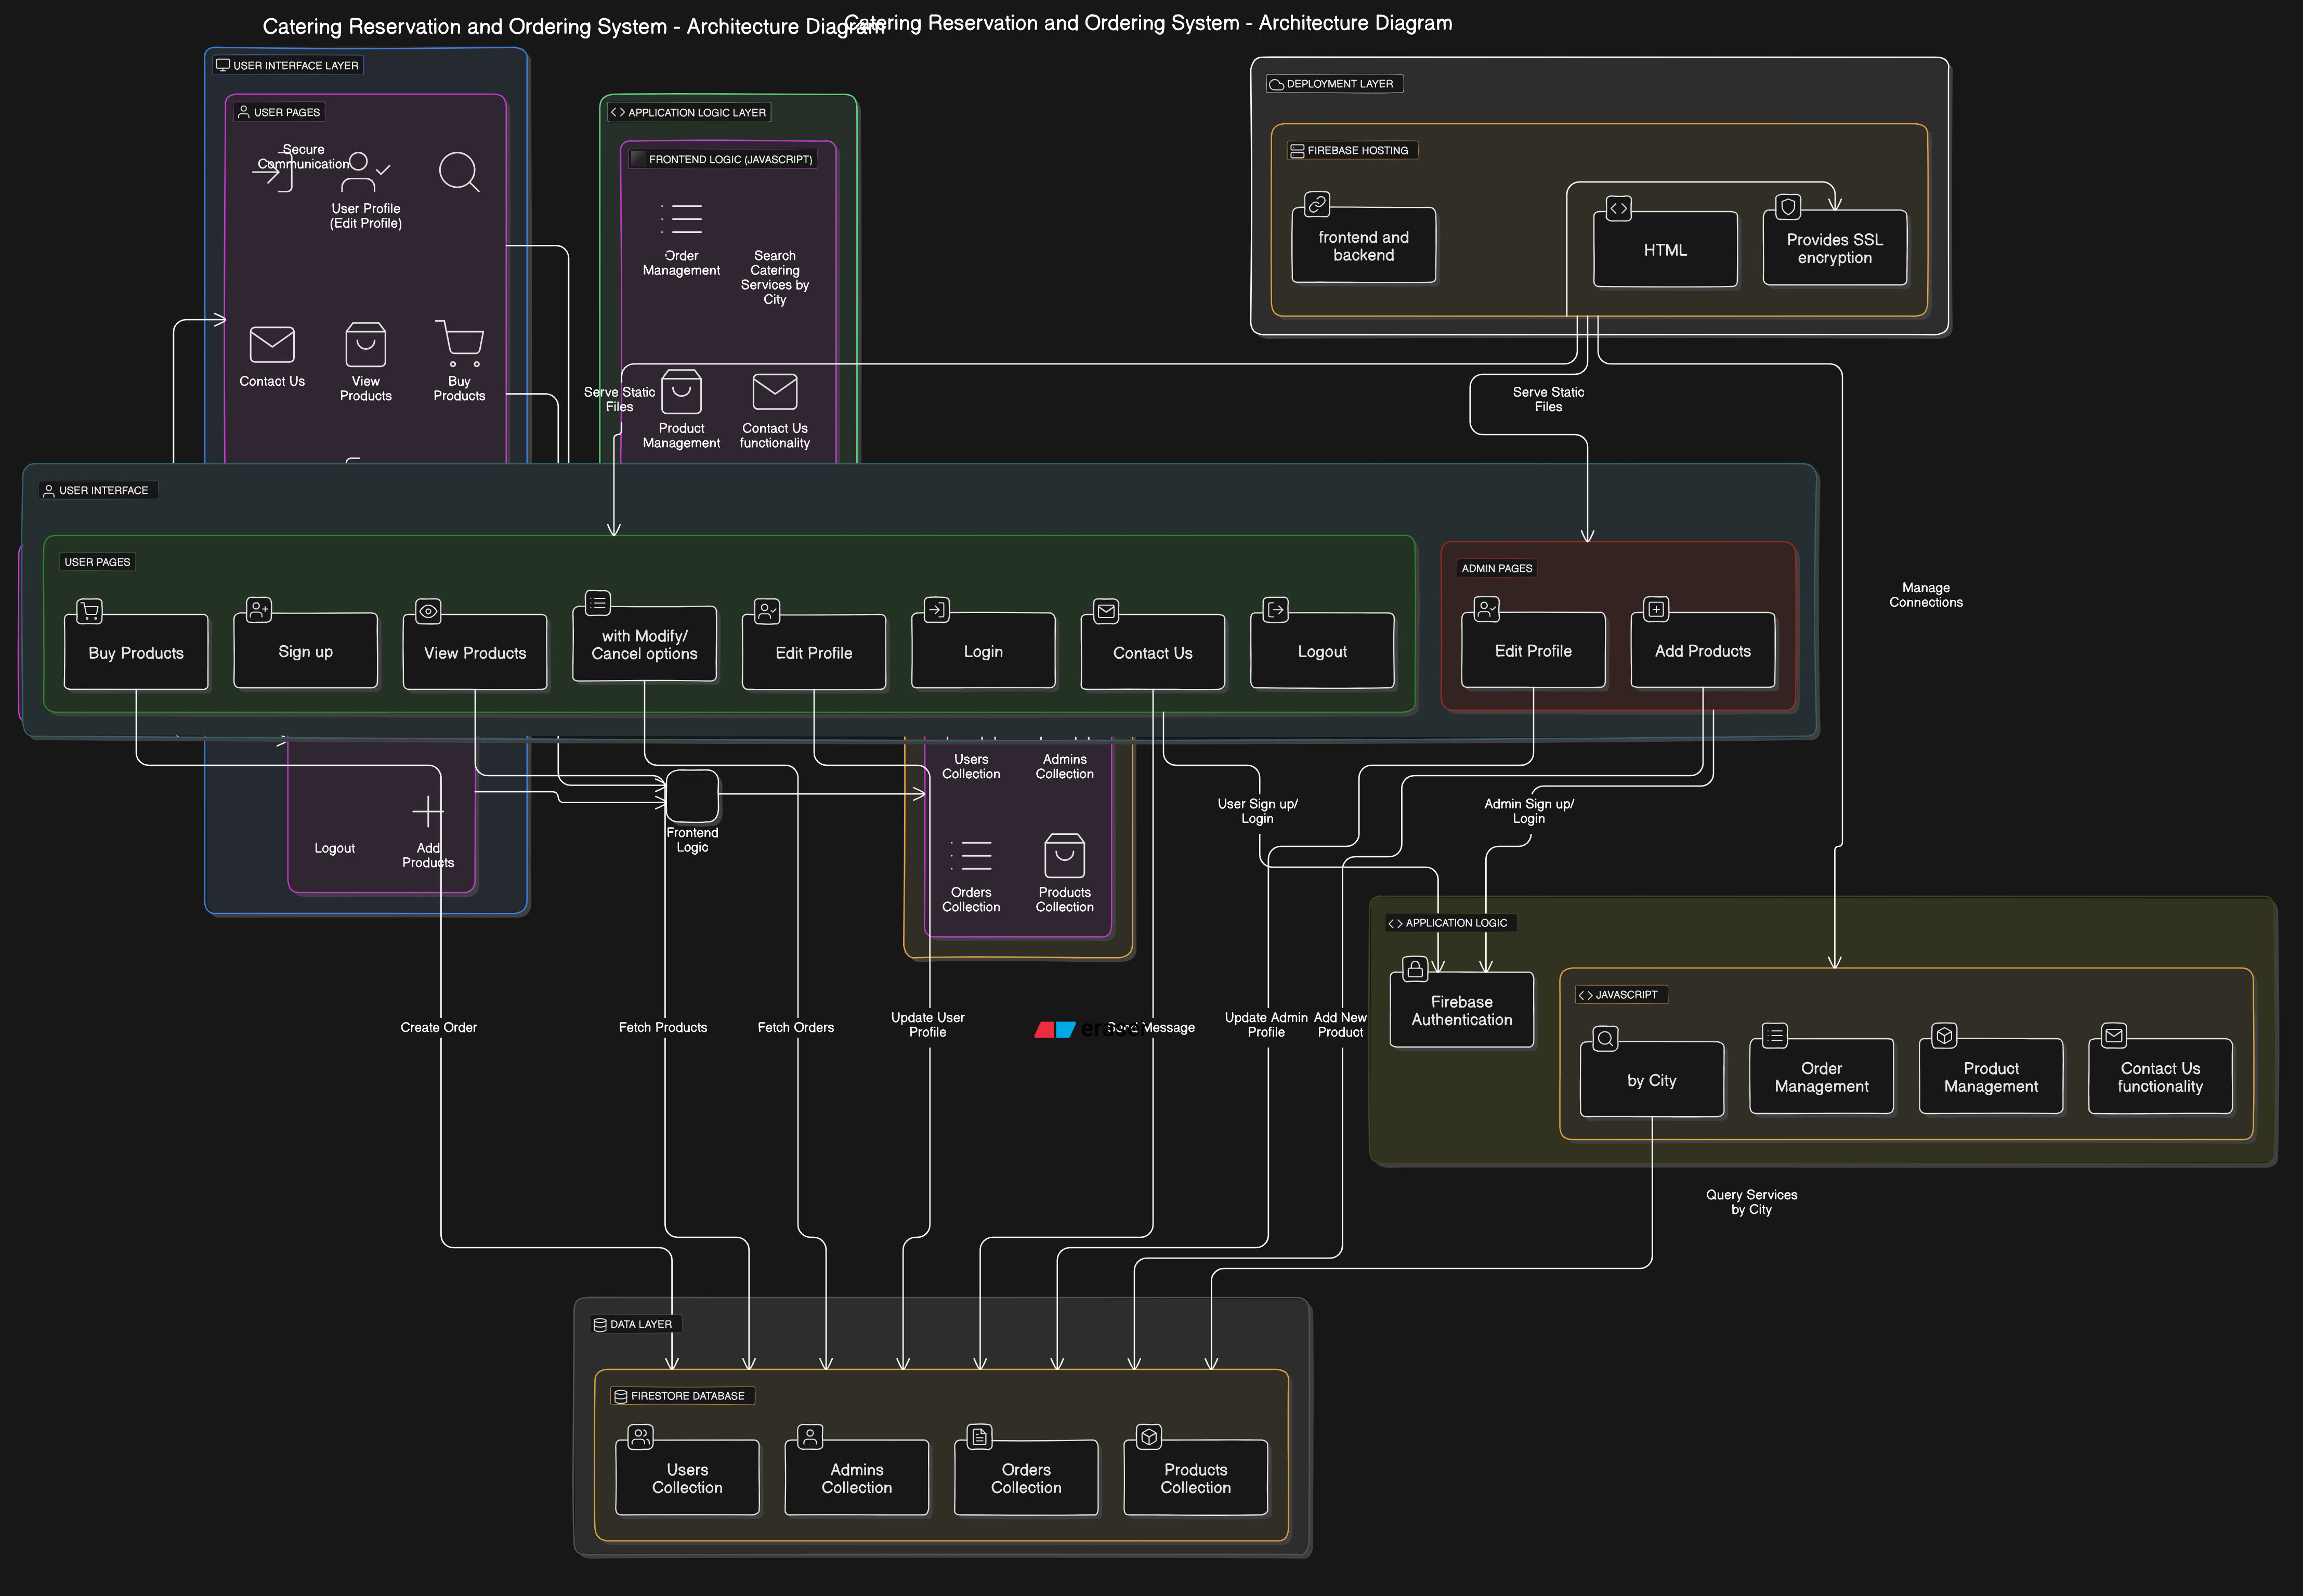 Catering Reservation and Ordering System - Architecture Diagram
Catering Reservation and Ordering System - Architecture Diagram
USER INTERFACE LAYER
USER PAGES
Secure
Communication
User Profile
(Edit Profile)
Contact Us
View
Products
Buy
Products
APPLICATION LOGIC LAYER
FRONTEND LOGIC (JAVASCRIPT)
Order
Management
Search
Catering
Services by
City
Product
Management
Contact Us
functionality
DEPLOYMENT LAYER
FIREBASE HOSTING
frontend and
backend
HTML
Provides SSL
encryption
Serve Static
Files
Serve Static
Files
Manage
Connections
USER INTERFACE
USER PAGES
Buy Products
Sign up
View Products
with Modify/
Cancel options
Edit Profile
Login
Contact Us
Logout
ADMIN PAGES
Edit Profile
Add Products
Logout
Add
Products
Frontend
Logic
Users
Collection
Admins
Collection
Orders
Collection
Products
Collection
User Sign up/
Login
Admin Sign up/
Login
APPLICATION LOGIC
Firebase
Authentication
JAVASCRIPT
by City
Order
Management
Product
Management
Contact Us
functionality
Create Order
Fetch Products
Fetch Orders
Update User
Profile
eraser
Message
Update Admin
Profile
Add New
Product
Query Services
by City
DATA LAYER
FIRESTORE DATABASE
Users
Collection
Admins
Collection
Orders
Collection
Products
Collection